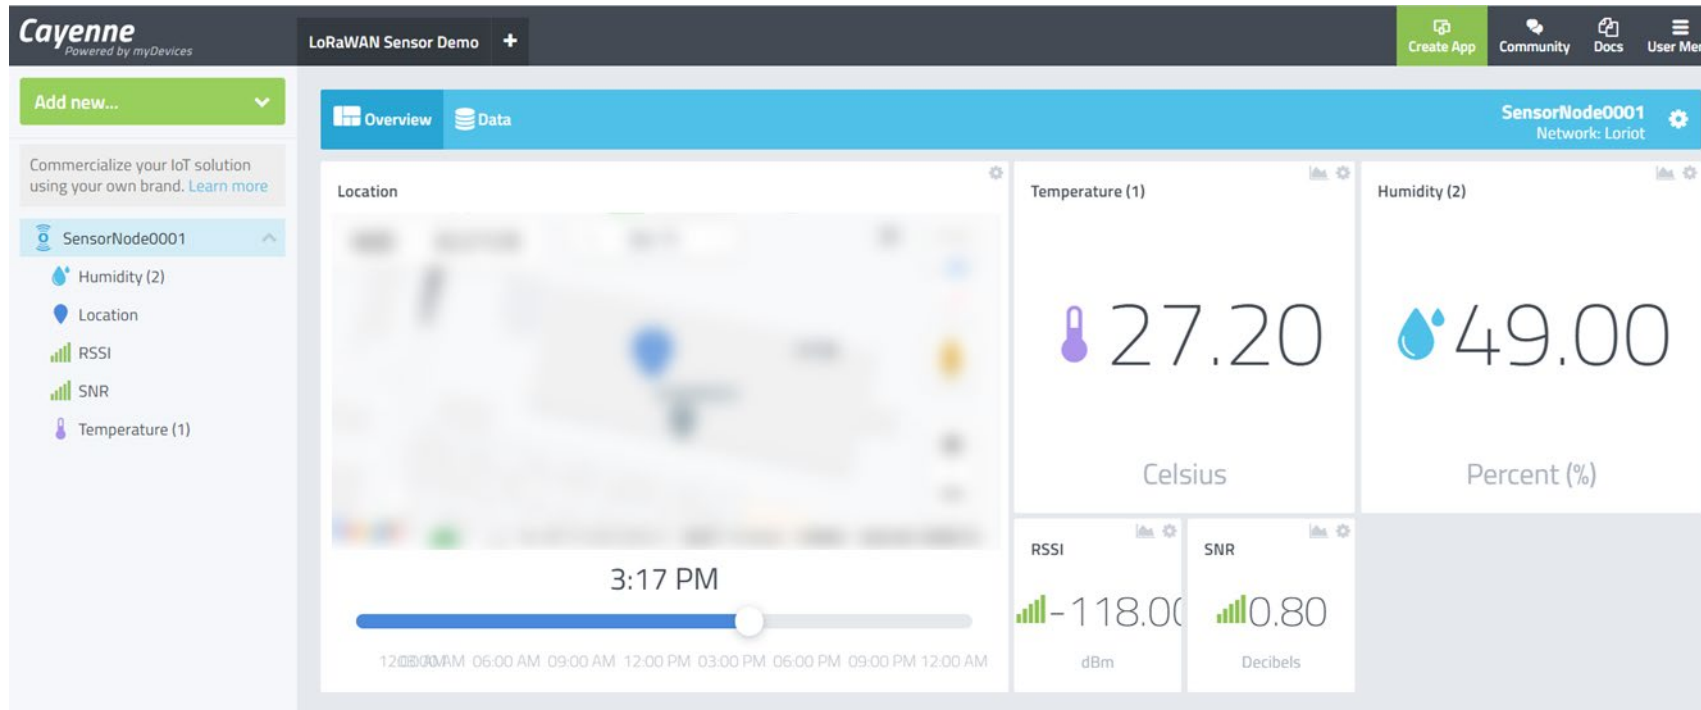 Cayenne
Powered by myDevices
LoRaWAN Sensor Demo +
Create App
Community
Docs
User Men
Add new...
Commercialize your IoT solution
using your own brand. Learn more
SensorNode0001
Humidity (2)
Location
RSSI
SNR
Temperature (1)
Overview
Data
SensorNode0001
Network: Loriot
Location
3:17 PM
06:00 AM 09:00 AM 12:00 PM 03:00 PM 06:00 PM 09:00 PM 12:00 AM
Temperature (1)
27.20
Celsius
Humidity (2)
49.00
Percent (%)
RSSI
-118.00
dBm
SNR
0.80
Decibels